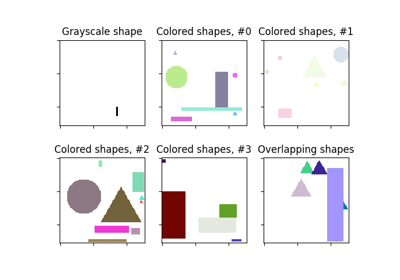 Grayscale shape
Colored shapes, #0
Colored shapes, #1
Colored shapes, #2
Colored shapes, #3
Overlapping shapes